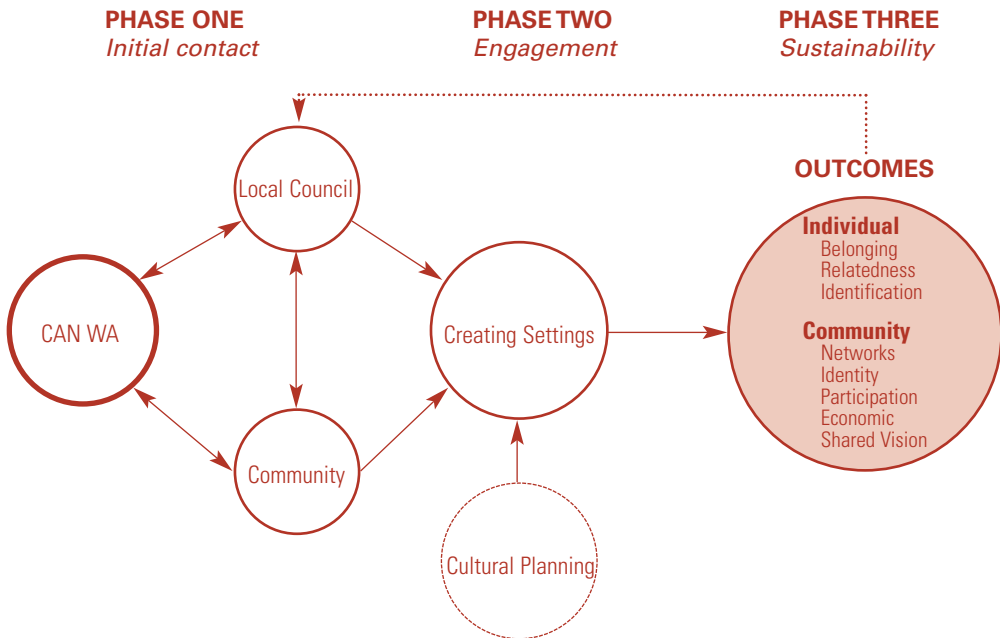 PHASE ONE
Initial contact
PHASE TWO
Engagement
PHASE THREE
Sustainability
Local Council
CAN WA
Community
Creating Settings
Cultural Planning
OUTCOMES
Individual
Belonging
Relatedness
Identification
Community
Networks
Identity
Participation
Economic
Shared Vision